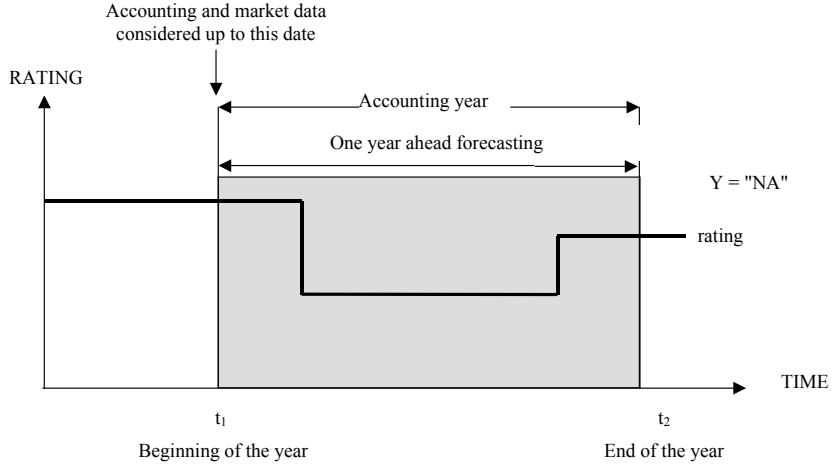 Accounting and market data
considered up to this date
RATING
Accounting year
One year ahead forecasting
Y = "NA"
rating
TIME
t₁
t₂
Beginning of the year
End of the year